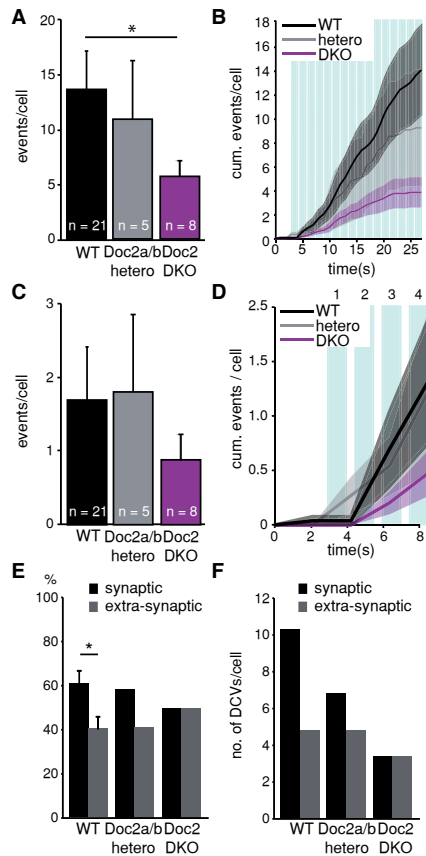 A
*
events/cell
20
15
10
5
0
n = 21
n = 5
n = 8
WT
Doc2a/b hetero
Doc2 DKO
B
WT
hetero
DKO
cum. events/cell
18
16
14
12
10
8
6
4
2
0
0
5
10
15
20
25
time(s)
C
events/cell
3
2
1
0
n = 21
n = 5
n = 8
WT
Doc2a/b hetero
Doc2 DKO
D
1 2 3 4
WT
hetero
DKO
cum. events / cell
2.5
2.0
1.5
1.0
0.5
0
0
2
4
6
8
time(s)
E
%
synaptic
extra-synaptic
*
100
80
60
40
20
0
WT
Doc2a/b hetero
Doc2 DKO
F
synaptic
extra-synaptic
no. of DCVs/cell
12
10
8
6
4
2
0
WT
Doc2a/b hetero
Doc2 DKO